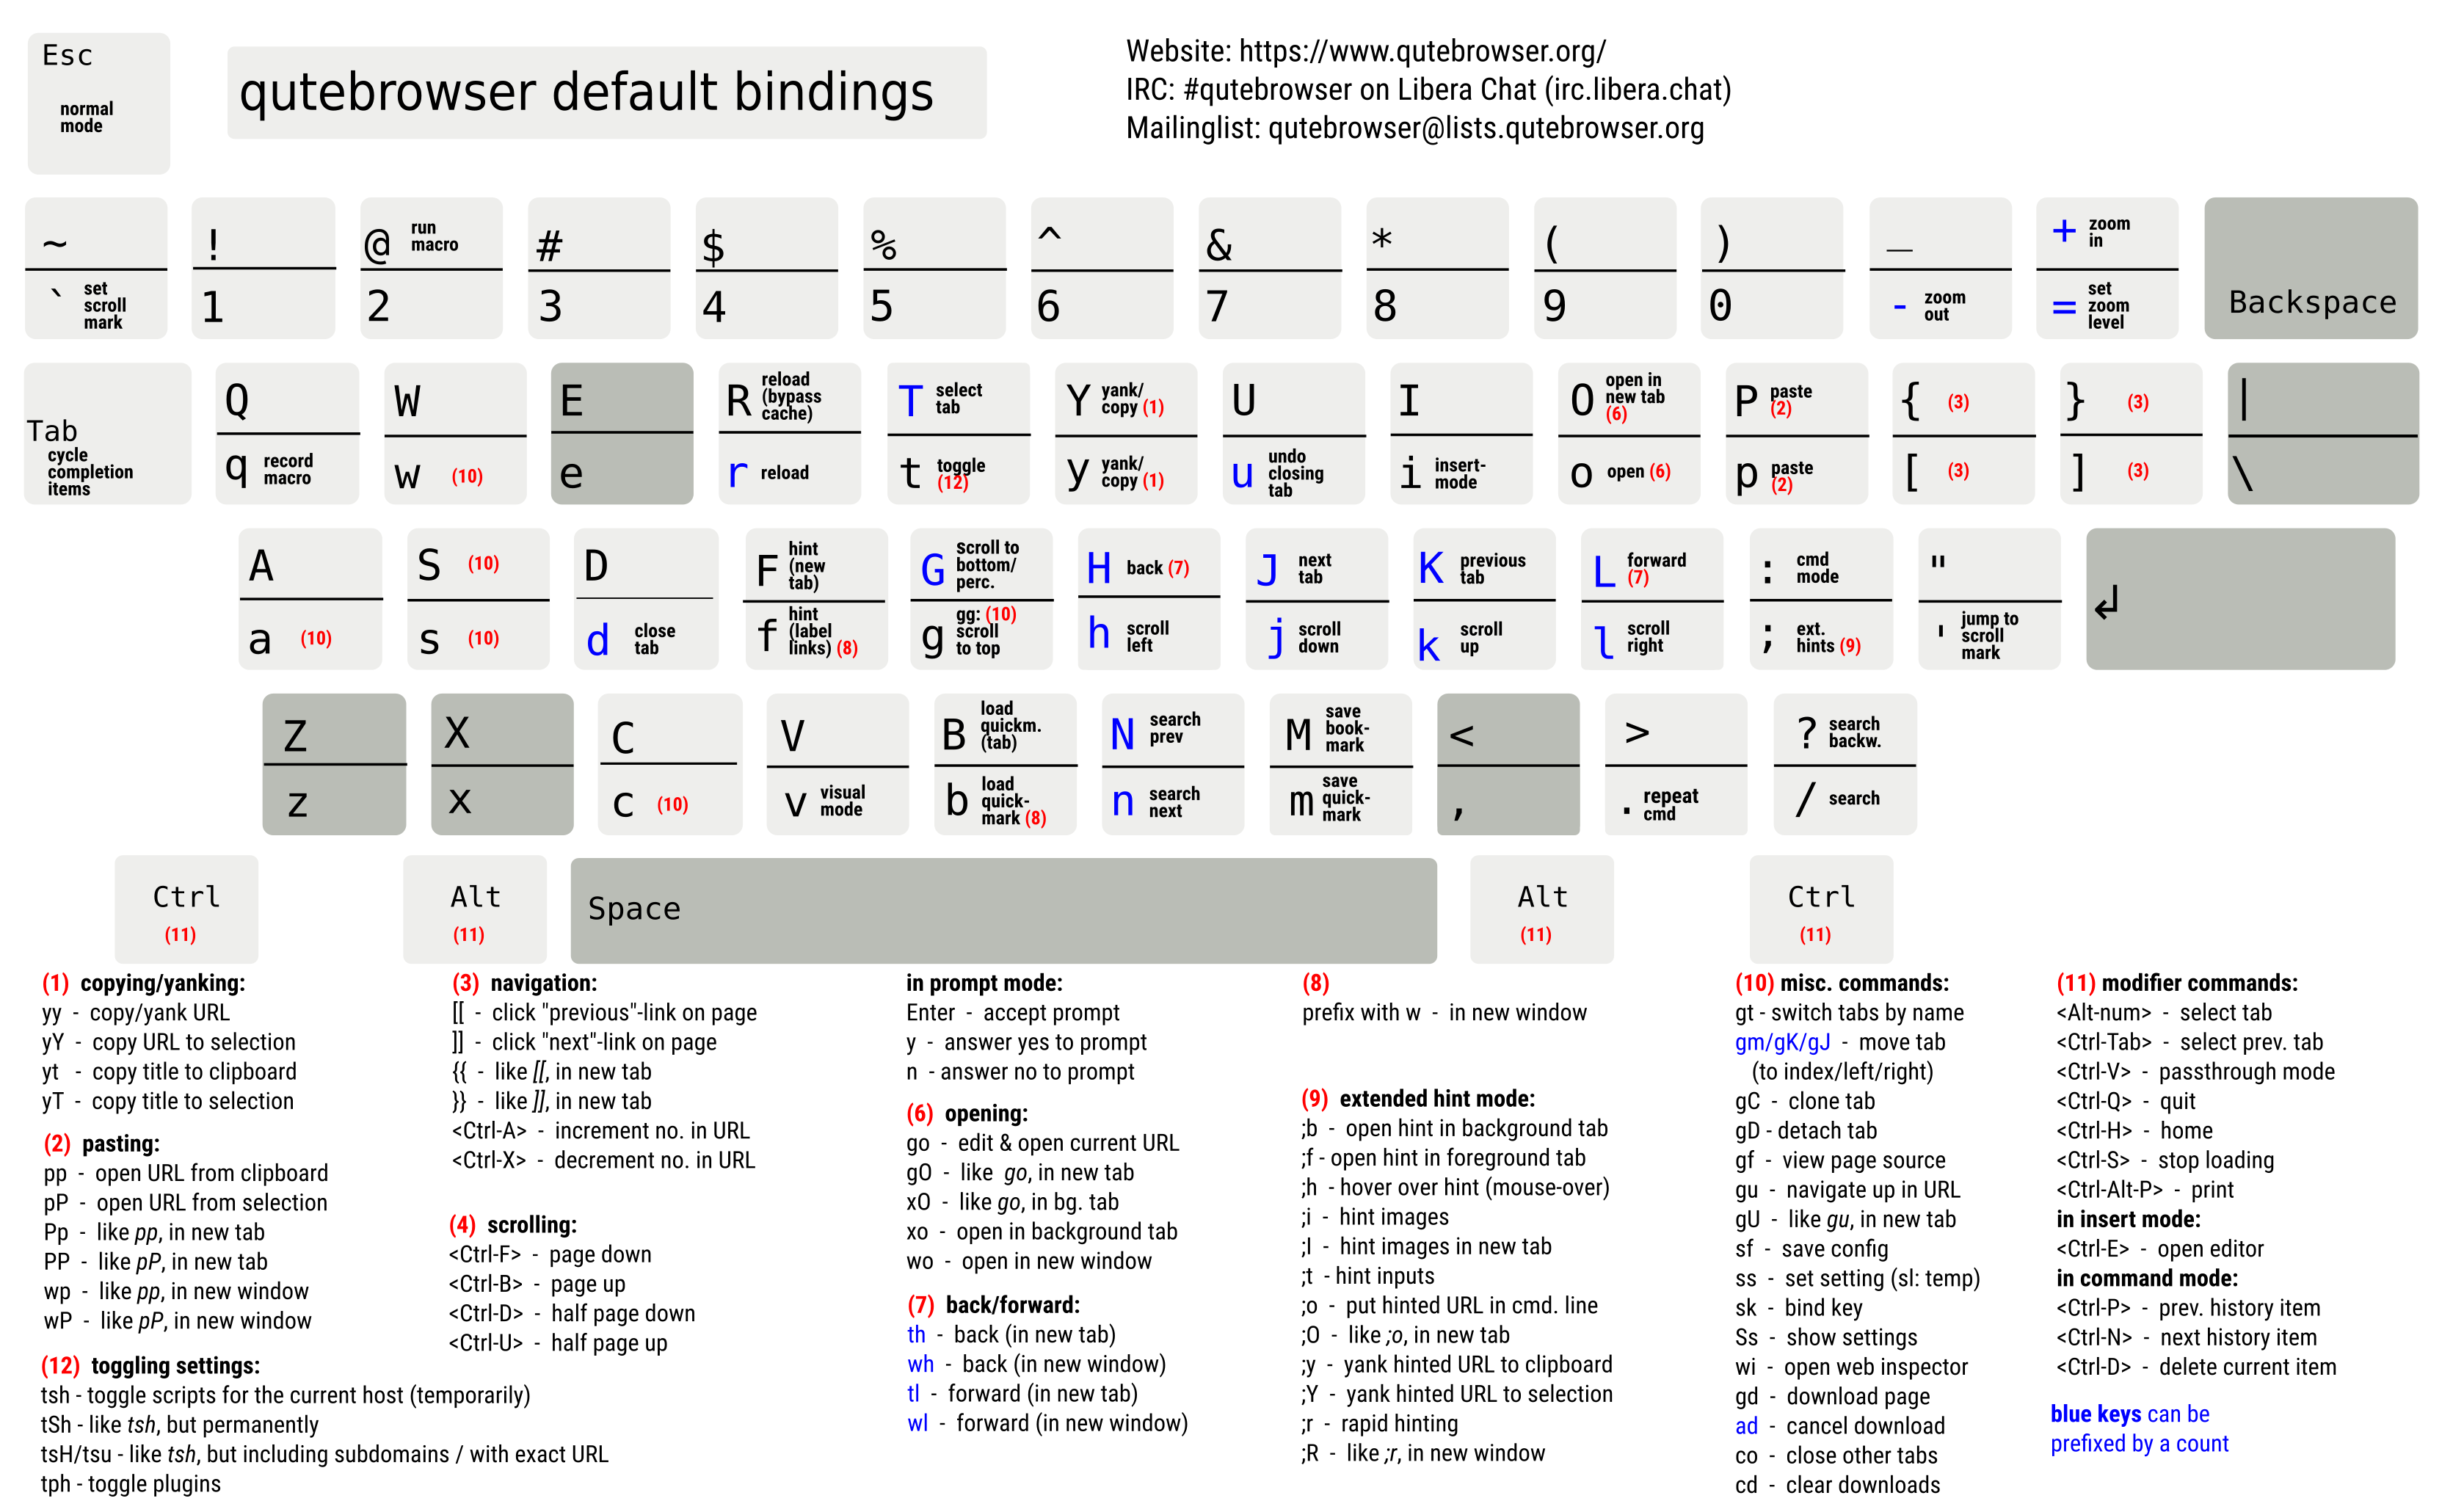 Esc
normal
mode
qutebrowser default bindings
Website: https://www.qutebrowser.org/
IRC: #qutebrowser on Libera Chat (irc.libera.chat)
Mailinglist: qutebrowser@lists.qutebrowser.org
~
` set
scroll
mark
!
1
@ run
macro
2
#
3
$
4
%
5
^
6
&
7
*
8
(
9
)
0
_
- zoom
out
+ zoom
in
= set
zoom
level
Backspace
Tab
cycle
completion
items
Q
q record
macro
W
w (10)
E
e
R reload
(bypass
cache)
r reload
T select
tab
t toggle
(12)
Y yank/
copy (1)
y yank/
copy (1)
U
u undo
closing
tab
I
i insert-
mode
O open in
new tab
(6)
o open (6)
P paste
(2)
p paste
(2)
{ (3)
[ (3)
} (3)
] (3)
|
\
A
a (10)
S (10)
s (10)
D
d close
tab
F hint
(new
tab)
f hint
(label
links) (8)
G scroll to
bottom/
perc.
g gg: (10)
scroll
to top
H back (7)
h scroll
left
J next
tab
j scroll
down
K previous
tab
k scroll
up
L forward
(7)
l scroll
right
: cmd
mode
; ext.
hints (9)
"
' jump to
scroll
mark
↲
Z
z
X
x
C
c (10)
V
v visual
mode
B load
quickm.
(tab)
b load
quick-
mark (8)
N search
prev
n search
next
M save
book-
mark
m save
quick-
mark
<
,
>
. repeat
cmd
? search
backw.
/ search
Ctrl
(11)
Alt
(11)
Space
Alt
(11)
Ctrl
(11)
(1) copying/yanking:
yy - copy/yank URL
yY - copy URL to selection
yt - copy title to clipboard
yT - copy title to selection
(2) pasting:
pp - open URL from clipboard
pP - open URL from selection
Pp - like pp, in new tab
PP - like pP, in new tab
wp - like pp, in new window
wP - like pP, in new window
(12) toggling settings:
tsh - toggle scripts for the current host (temporarily)
tSh - like tsh, but permanently
tsH/tsu - like tsh, but including subdomains / with exact URL
tph - toggle plugins
(3) navigation:
[[ - click "previous"-link on page
]] - click "next"-link on page
{{ - like [[, in new tab
}} - like ]], in new tab
<Ctrl-A> - increment no. in URL
<Ctrl-X> - decrement no. in URL
(4) scrolling:
<Ctrl-F> - page down
<Ctrl-B> - page up
<Ctrl-D> - half page down
<Ctrl-U> - half page up
in prompt mode:
Enter - accept prompt
y - answer yes to prompt
n - answer no to prompt
(6) opening:
go - edit & open current URL
gO - like go, in new tab
xO - like go, in bg. tab
xo - open in background tab
wo - open in new window
(7) back/forward:
th - back (in new tab)
wh - back (in new window)
tl - forward (in new tab)
wl - forward (in new window)
(8)
prefix with w - in new window
(9) extended hint mode:
;b - open hint in background tab
;f - open hint in foreground tab
;h - hover over hint (mouse-over)
;i - hint images
;I - hint images in new tab
;t - hint inputs
;o - put hinted URL in cmd. line
;O - like ;o, in new tab
;y - yank hinted URL to clipboard
;Y - yank hinted URL to selection
;r - rapid hinting
;R - like ;r, in new window
(10) misc. commands:
gt - switch tabs by name
gm/gK/gJ - move tab
(to index/left/right)
gC - clone tab
gD - detach tab
gf - view page source
gu - navigate up in URL
gU - like gu, in new tab
sf - save config
ss - set setting (sl: temp)
sk - bind key
Ss - show settings
wi - open web inspector
gd - download page
ad - cancel download
co - close other tabs
cd - clear downloads
(11) modifier commands:
<Alt-num> - select tab
<Ctrl-Tab> - select prev. tab
<Ctrl-V> - passthrough mode
<Ctrl-Q> - quit
<Ctrl-H> - home
<Ctrl-S> - stop loading
<Ctrl-Alt-P> - print
in insert mode:
<Ctrl-E> - open editor
in command mode:
<Ctrl-P> - prev. history item
<Ctrl-N> - next history item
<Ctrl-D> - delete current item
blue keys can be
prefixed by a count